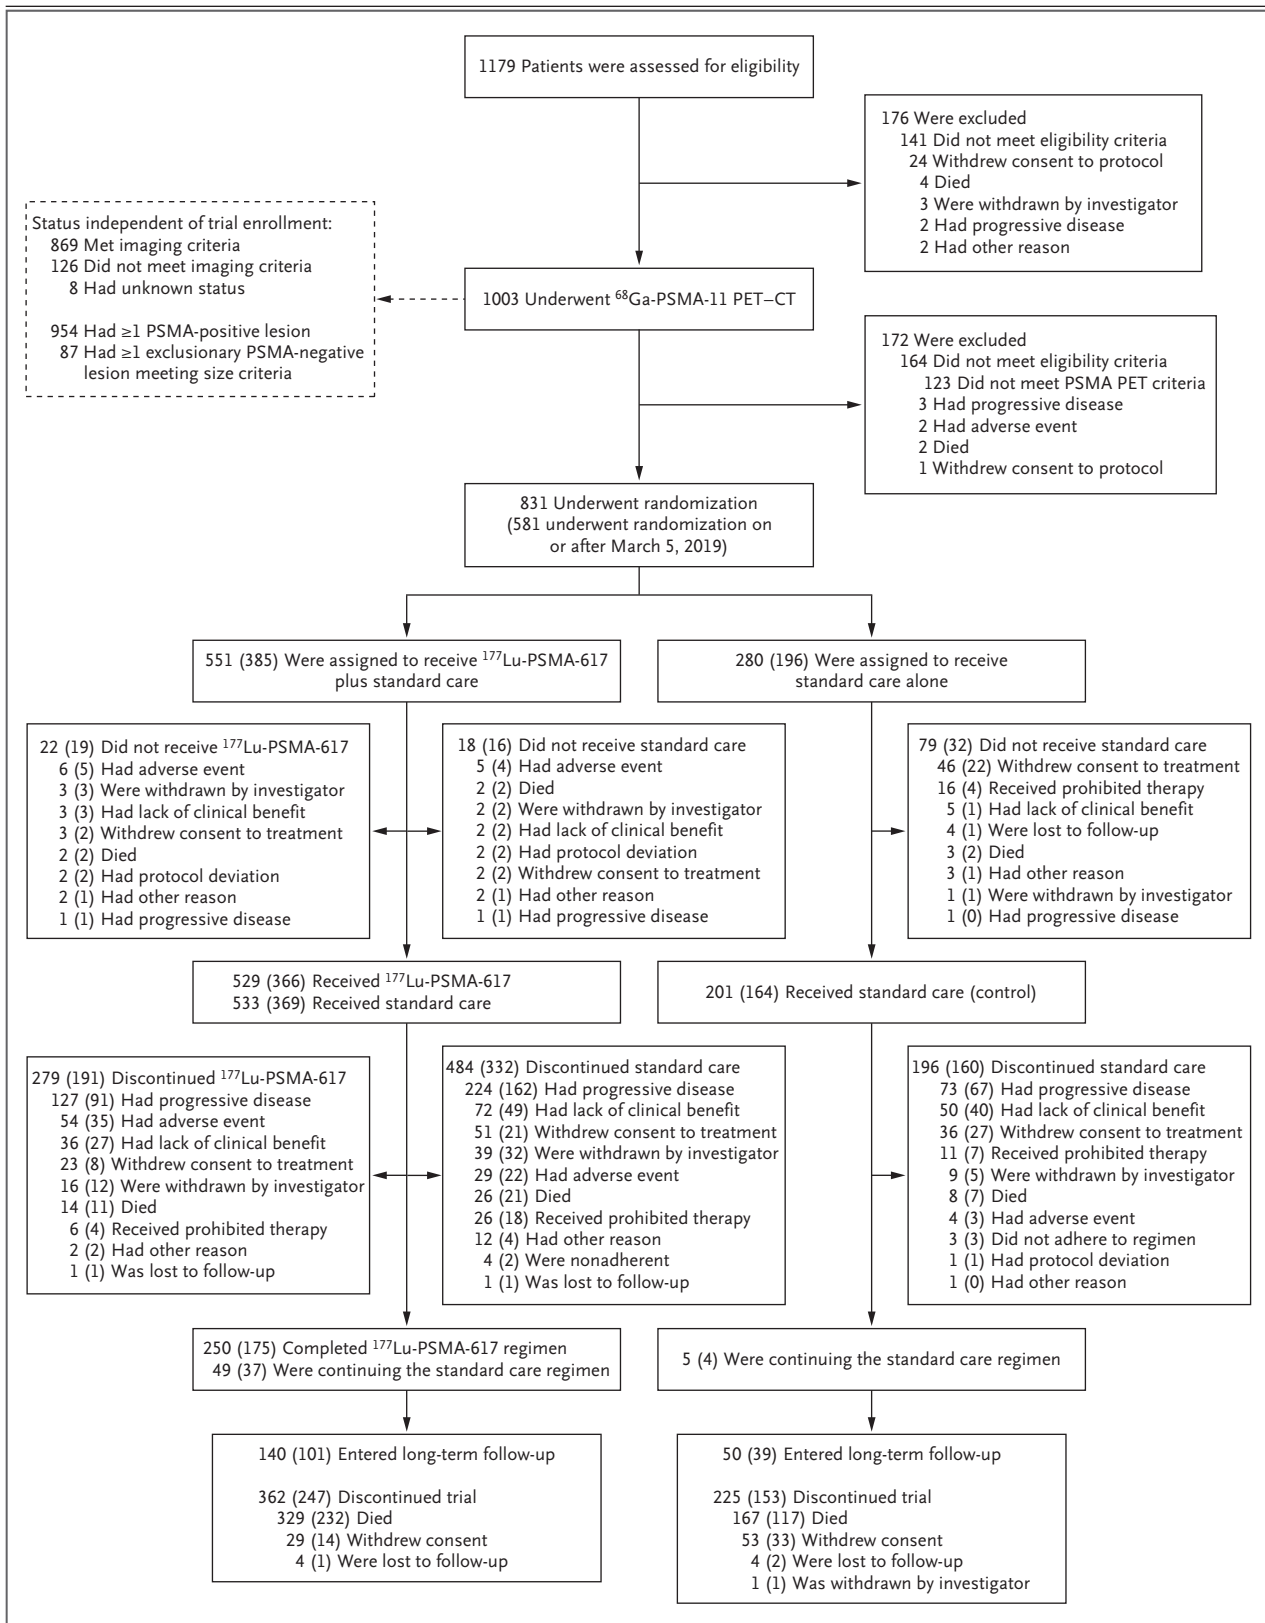 1179 Patients were assessed for eligibility
176 Were excluded
141 Did not meet eligibility criteria
24 Withdrew consent to protocol
4 Died
3 Were withdrawn by investigator
2 Had progressive disease
2 Had other reason
Status independent of trial enrollment:
869 Met imaging criteria
126 Did not meet imaging criteria
8 Had unknown status
954 Had ≥1 PSMA-positive lesion
87 Had ≥1 exclusionary PSMA-negative
lesion meeting size criteria
1003 Underwent ⁶⁸Ga-PSMA-11 PET–CT
172 Were excluded
164 Did not meet eligibility criteria
123 Did not meet PSMA PET criteria
3 Had progressive disease
2 Had adverse event
2 Died
1 Withdrew consent to protocol
831 Underwent randomization
(581 underwent randomization on
or after March 5, 2019)
551 (385) Were assigned to receive ¹⁷⁷Lu-PSMA-617
plus standard care
280 (196) Were assigned to receive
standard care alone
22 (19) Did not receive ¹⁷⁷Lu-PSMA-617
6 (5) Had adverse event
3 (3) Were withdrawn by investigator
3 (3) Had lack of clinical benefit
3 (2) Withdrew consent to treatment
2 (2) Died
2 (2) Had protocol deviation
2 (1) Had other reason
1 (1) Had progressive disease
18 (16) Did not receive standard care
5 (4) Had adverse event
2 (2) Died
2 (2) Were withdrawn by investigator
2 (2) Had lack of clinical benefit
2 (2) Had protocol deviation
2 (2) Withdrew consent to treatment
2 (1) Had other reason
1 (1) Had progressive disease
79 (32) Did not receive standard care
46 (22) Withdrew consent to treatment
16 (4) Received prohibited therapy
5 (1) Had lack of clinical benefit
4 (1) Were lost to follow-up
3 (2) Died
3 (1) Had other reason
1 (1) Were withdrawn by investigator
1 (0) Had progressive disease
529 (366) Received ¹⁷⁷Lu-PSMA-617
533 (369) Received standard care
201 (164) Received standard care (control)
279 (191) Discontinued ¹⁷⁷Lu-PSMA-617
127 (91) Had progressive disease
54 (35) Had adverse event
36 (27) Had lack of clinical benefit
23 (8) Withdrew consent to treatment
16 (12) Were withdrawn by investigator
14 (11) Died
6 (4) Received prohibited therapy
2 (2) Had other reason
1 (1) Was lost to follow-up
484 (332) Discontinued standard care
224 (162) Had progressive disease
72 (49) Had lack of clinical benefit
51 (21) Withdrew consent to treatment
39 (32) Were withdrawn by investigator
29 (22) Had adverse event
26 (21) Died
26 (18) Received prohibited therapy
12 (4) Had other reason
4 (2) Were nonadherent
1 (1) Was lost to follow-up
196 (160) Discontinued standard care
73 (67) Had progressive disease
50 (40) Had lack of clinical benefit
36 (27) Withdrew consent to treatment
11 (7) Received prohibited therapy
9 (5) Were withdrawn by investigator
8 (7) Died
4 (3) Had adverse event
3 (3) Did not adhere to regimen
1 (1) Had protocol deviation
1 (0) Had other reason
250 (175) Completed ¹⁷⁷Lu-PSMA-617 regimen
49 (37) Were continuing the standard care regimen
5 (4) Were continuing the standard care regimen
140 (101) Entered long-term follow-up
362 (247) Discontinued trial
329 (232) Died
29 (14) Withdrew consent
4 (1) Were lost to follow-up
50 (39) Entered long-term follow-up
225 (153) Discontinued trial
167 (117) Died
53 (33) Withdrew consent
4 (2) Were lost to follow-up
1 (1) Was withdrawn by investigator